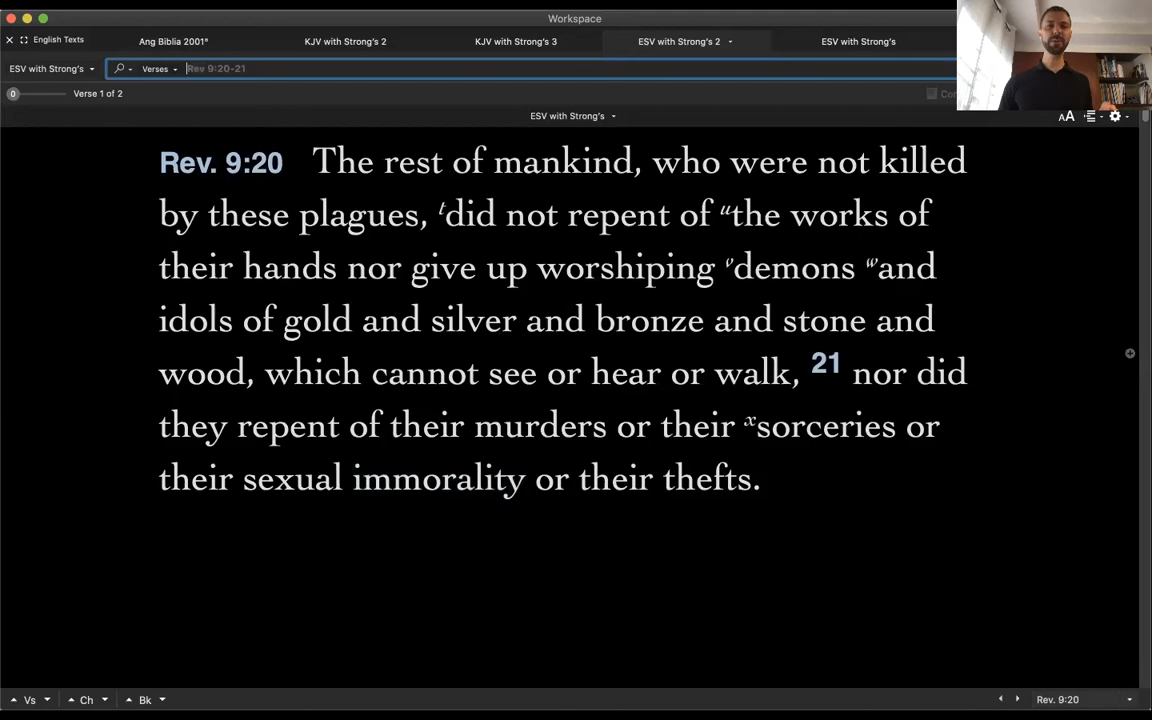 Workspace
English Texts
Ang Biblia 2001"
KJV with Strong's 2
KJV with Strong's 3
ESV with Strong's 2
ESV with Strong's
ESV with Strong's
Verses
Rev 9:20-21
0
Verse 1 of 2
ESV with Strong's
AA
Rev. 9:20 The rest of mankind, who were not killed
by these plagues, t did not repent of u the works of
their hands nor give up worshiping v demons w and
idols of gold and silver and bronze and stone and
wood, which cannot see or hear or walk, 21 nor did
they repent of their murders or their x sorceries or
their sexual immorality or their thefts.
Vs
Ch
Bk
Rev. 9:20